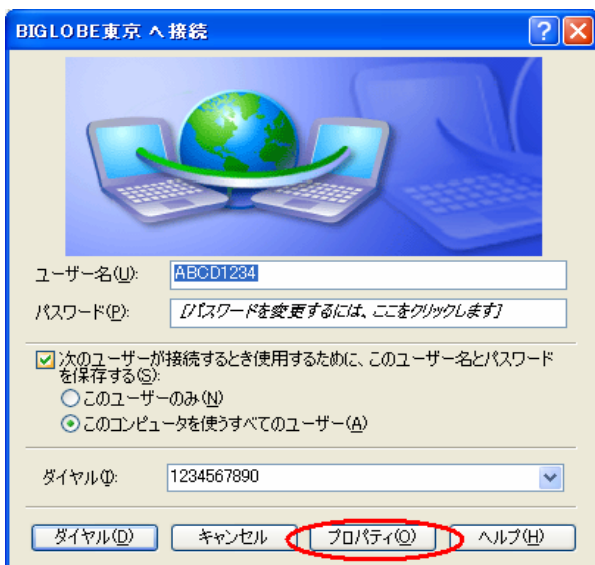 BIGLOBE東京 へ接続
ユーザー名(U):
ABCD1234
パスワード(P):
[パスワードを変更するには、ここをクリックします]
次のユーザーが接続するとき使用するために、このユーザー名とパスワード
を保存する(S):
このユーザーのみ(N)
このコンピュータを使うすべてのユーザー(A)
ダイヤル(I):
1234567890
ダイヤル(D)
キャンセル
プロパティ(O)
ヘルプ(H)